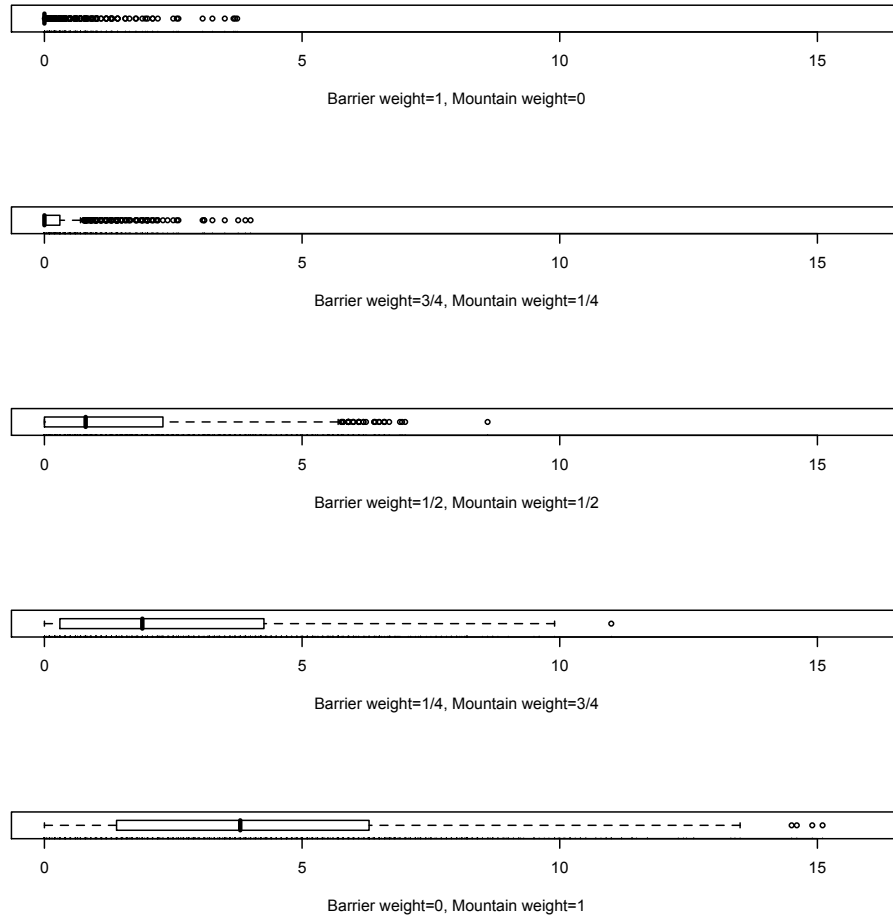 0 5 10 15
Barrier weight=1, Mountain weight=0
0 5 10 15
Barrier weight=3/4, Mountain weight=1/4
0 5 10 15
Barrier weight=1/2, Mountain weight=1/2
0 5 10 15
Barrier weight=1/4, Mountain weight=3/4
0 5 10 15
Barrier weight=0, Mountain weight=1